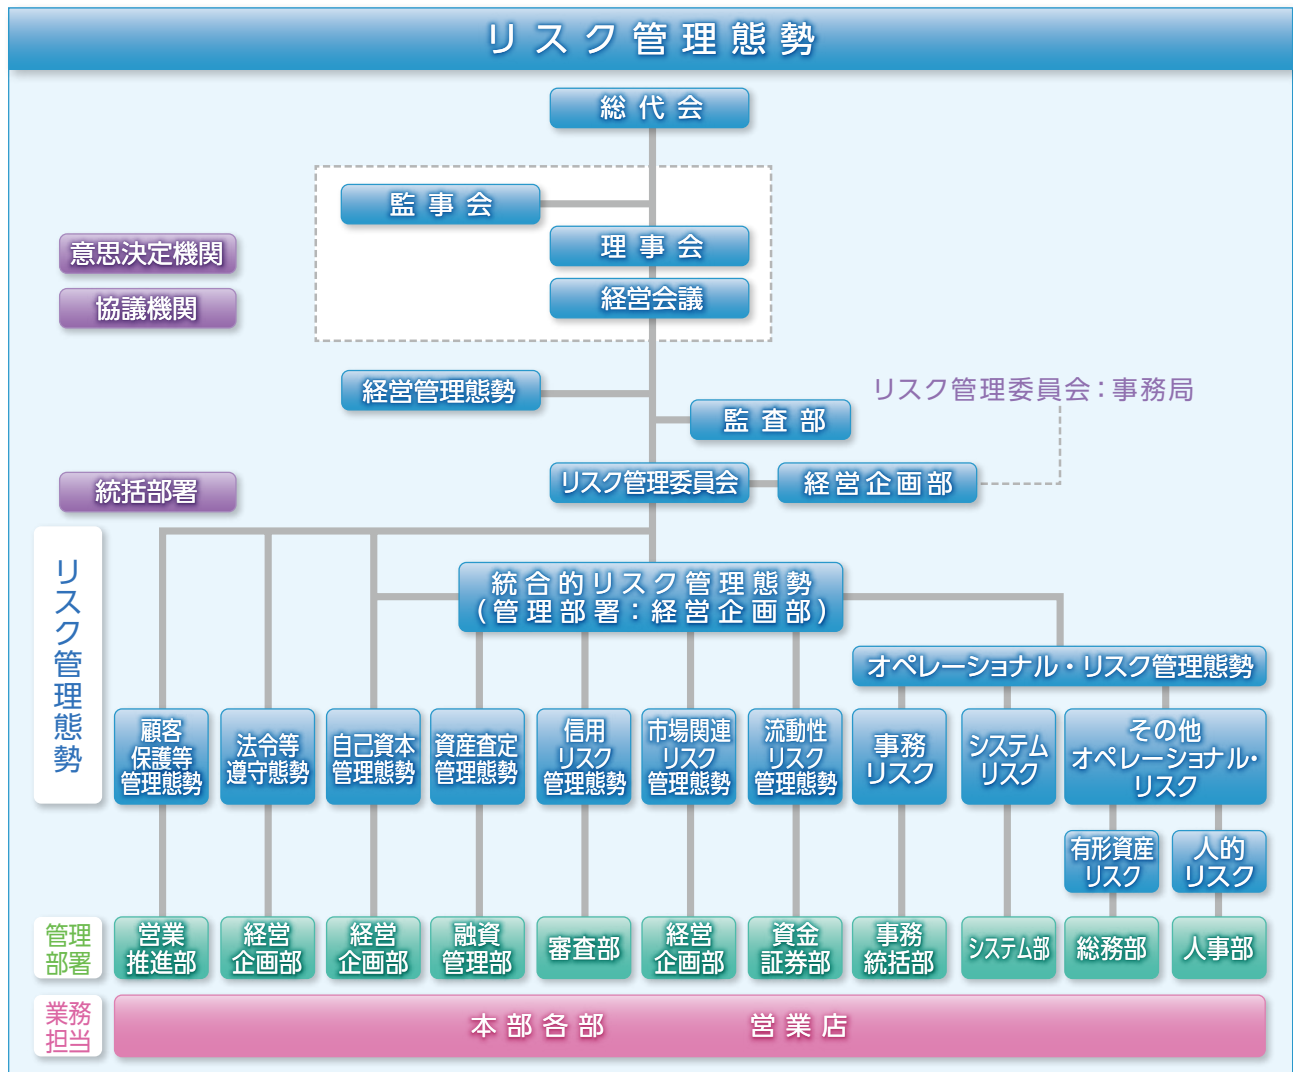 リスク管理態勢
総代会
監事会
理事会
意思決定機関
経営会議
協議機関
経営管理態勢
リスク管理委員会：事務局
監査部
リスク管理委員会
経営企画部
統括部署
リスク管理態勢
統合的リスク管理態勢
（管理部署：経営企画部）
オペレーショナル・リスク管理態勢
顧客
保護等
管理態勢
法令等
遵守態勢
自己資本
管理態勢
資産査定
管理態勢
信用
リスク
管理態勢
市場関連
リスク
管理態勢
流動性
リスク
管理態勢
事務
リスク
システム
リスク
その他
オペレーショナル・
リスク
有形資産
リスク
人的
リスク
管理
部署
営業
推進部
経営
企画部
経営
企画部
融資
管理部
審査部
経営
企画部
資金
証券部
事務
統括部
システム部
総務部
人事部
業務
担当
本部各部　営業店